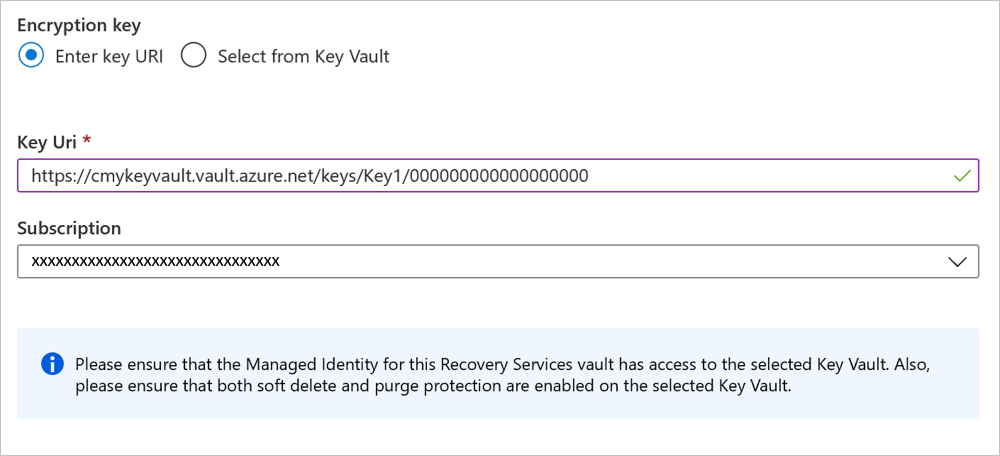 Encryption key
Enter key URI Select from Key Vault
Key Uri *
https://cmykeyvault.vault.azure.net/keys/Key1/000000000000000000
Subscription
xxxxxxxxxxxxxxxxxxxxxxxxxxxxxxx
Please ensure that the Managed Identity for this Recovery Services vault has access to the selected Key Vault. Also,
please ensure that both soft delete and purge protection are enabled on the selected Key Vault.